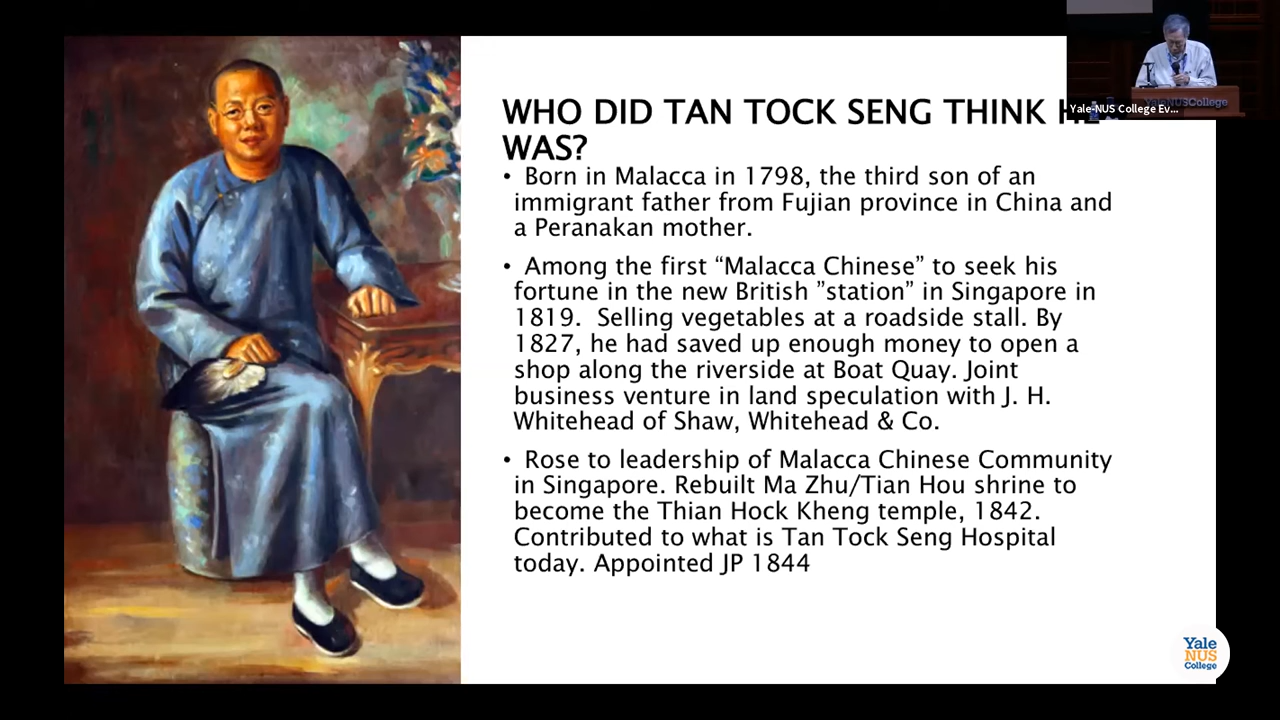 WHO DID TAN TOCK SENG THINK HE
WAS?
• Born in Malacca in 1798, the third son of an
immigrant father from Fujian province in China and
a Peranakan mother.
• Among the first “Malacca Chinese” to seek his
fortune in the new British ”station” in Singapore in
1819. Selling vegetables at a roadside stall. By
1827, he had saved up enough money to open a
shop along the riverside at Boat Quay. Joint
business venture in land speculation with J. H.
Whitehead of Shaw, Whitehead & Co.
• Rose to leadership of Malacca Chinese Community
in Singapore. Rebuilt Ma Zhu/Tian Hou shrine to
become the Thian Hock Kheng temple, 1842.
Contributed to what is Tan Tock Seng Hospital
today. Appointed JP 1844
YaleNUSCollege
Yale-NUS College Ev...
Yale
NUS
College